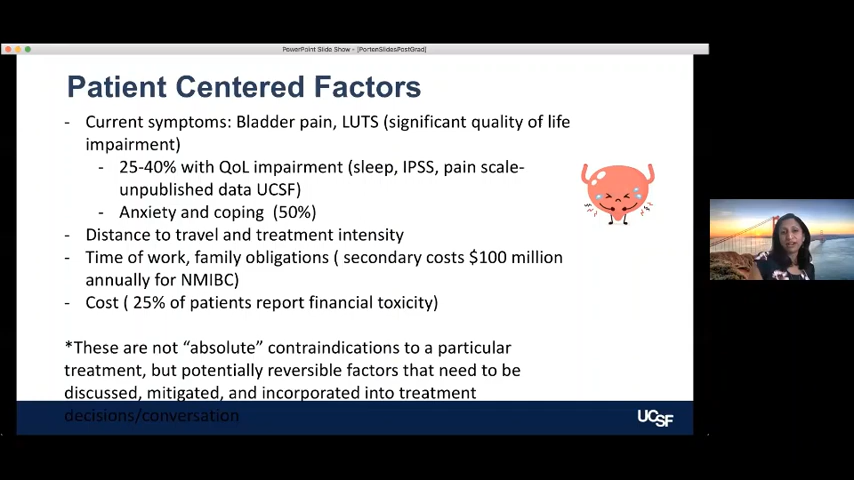 PowerPoint Slide Show - [PortenSlidesPostGrad]
Patient Centered Factors
- Current symptoms: Bladder pain, LUTS (significant quality of life
impairment)
- 25-40% with QoL impairment (sleep, IPSS, pain scale-
unpublished data UCSF)
- Anxiety and coping (50%)
- Distance to travel and treatment intensity
- Time of work, family obligations ( secondary costs $100 million
annually for NMIBC)
- Cost ( 25% of patients report financial toxicity)
*These are not “absolute” contraindications to a particular
treatment, but potentially reversible factors that need to be
discussed, mitigated, and incorporated into treatment
decisions/conversation
UCSF